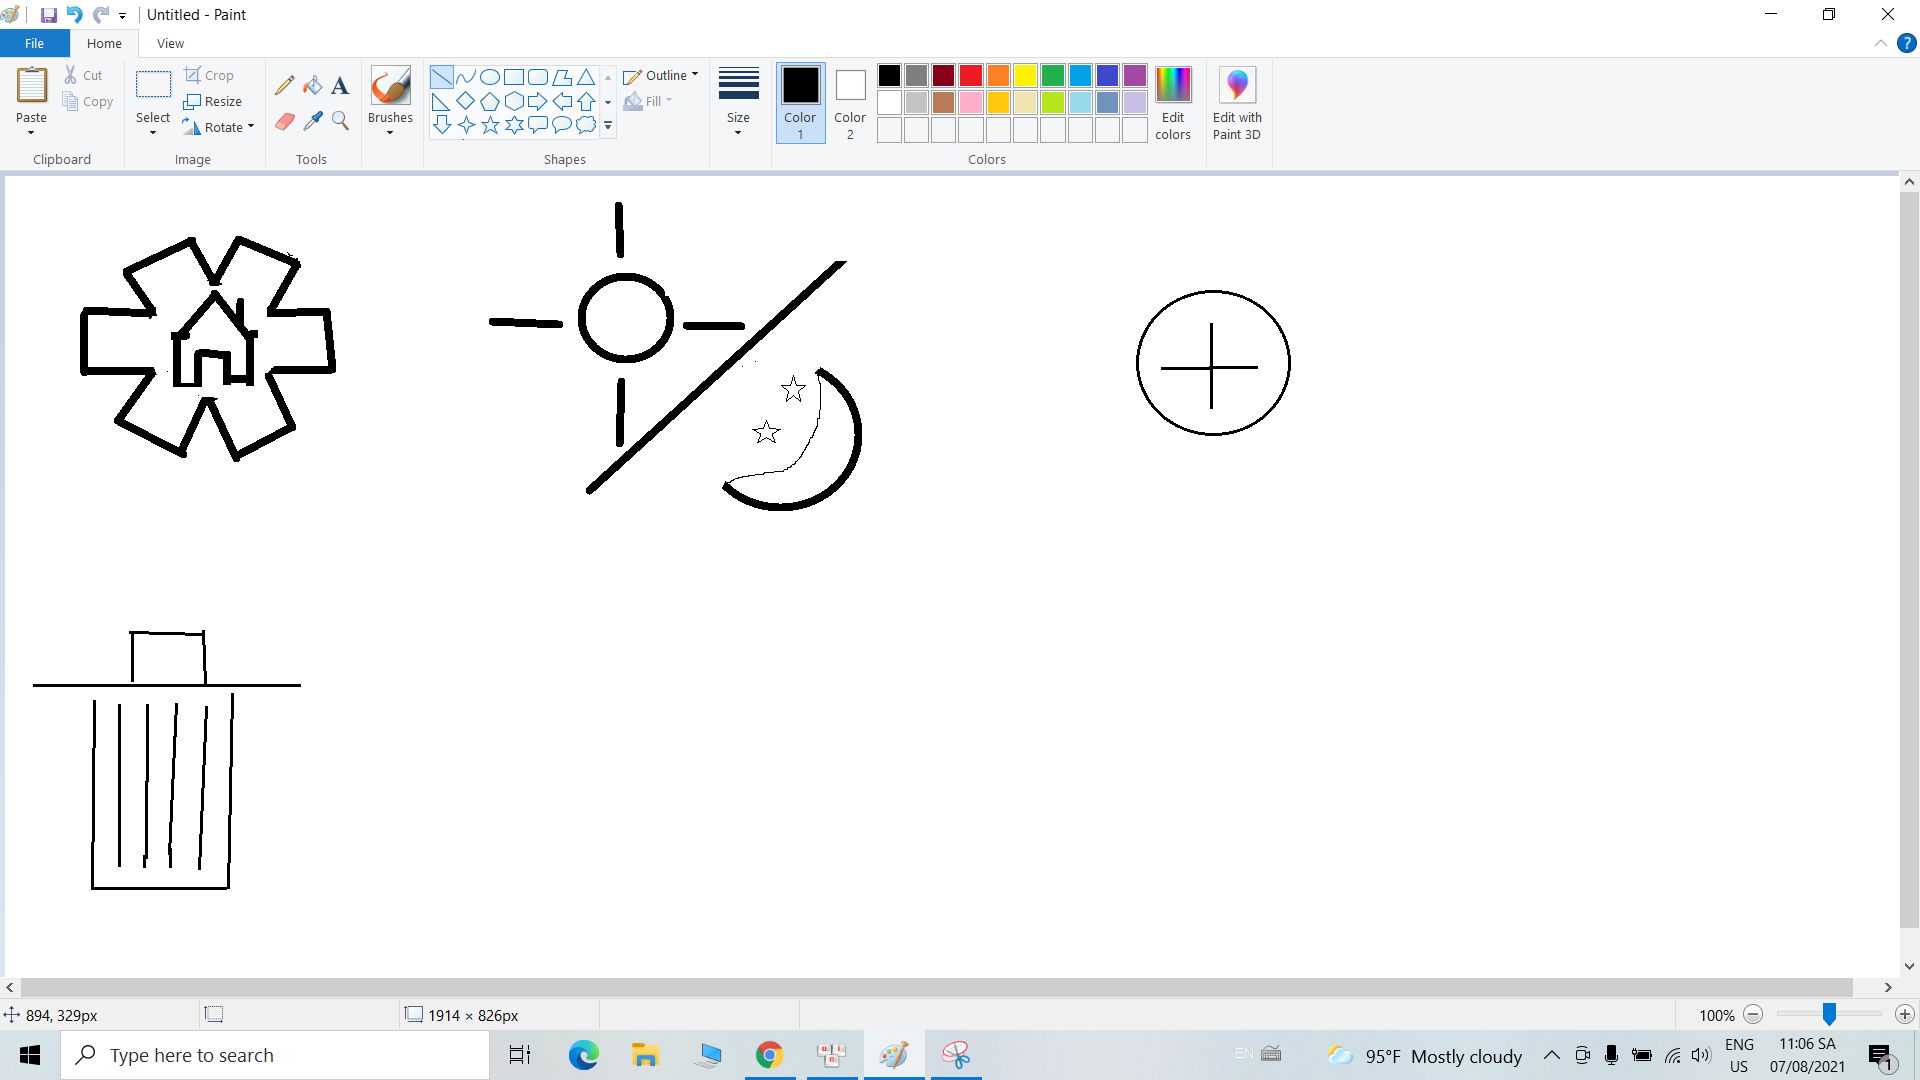 Untitled - Paint
File Home View
Paste Cut Copy Select Crop Resize Rotate Brushes Outline Fill Size Color 1 Color 2 Edit colors Edit with Paint 3D
Clipboard Image Tools Shapes Colors
894, 329px 1914 × 826px 100%
Type here to search EN 95°F Mostly cloudy ENG US 11:06 SA 07/08/2021 1